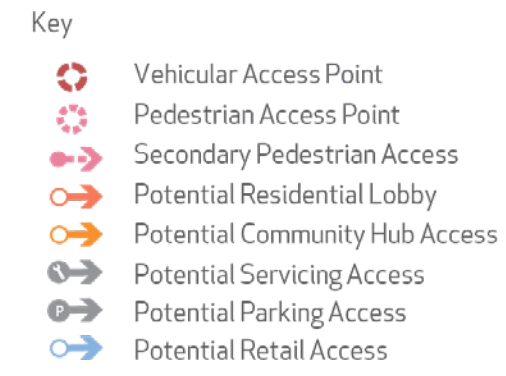 Key
Vehicular Access Point
Pedestrian Access Point
Secondary Pedestrian Access
Potential Residential Lobby
Potential Community Hub Access
Potential Servicing Access
P Potential Parking Access
Potential Retail Access